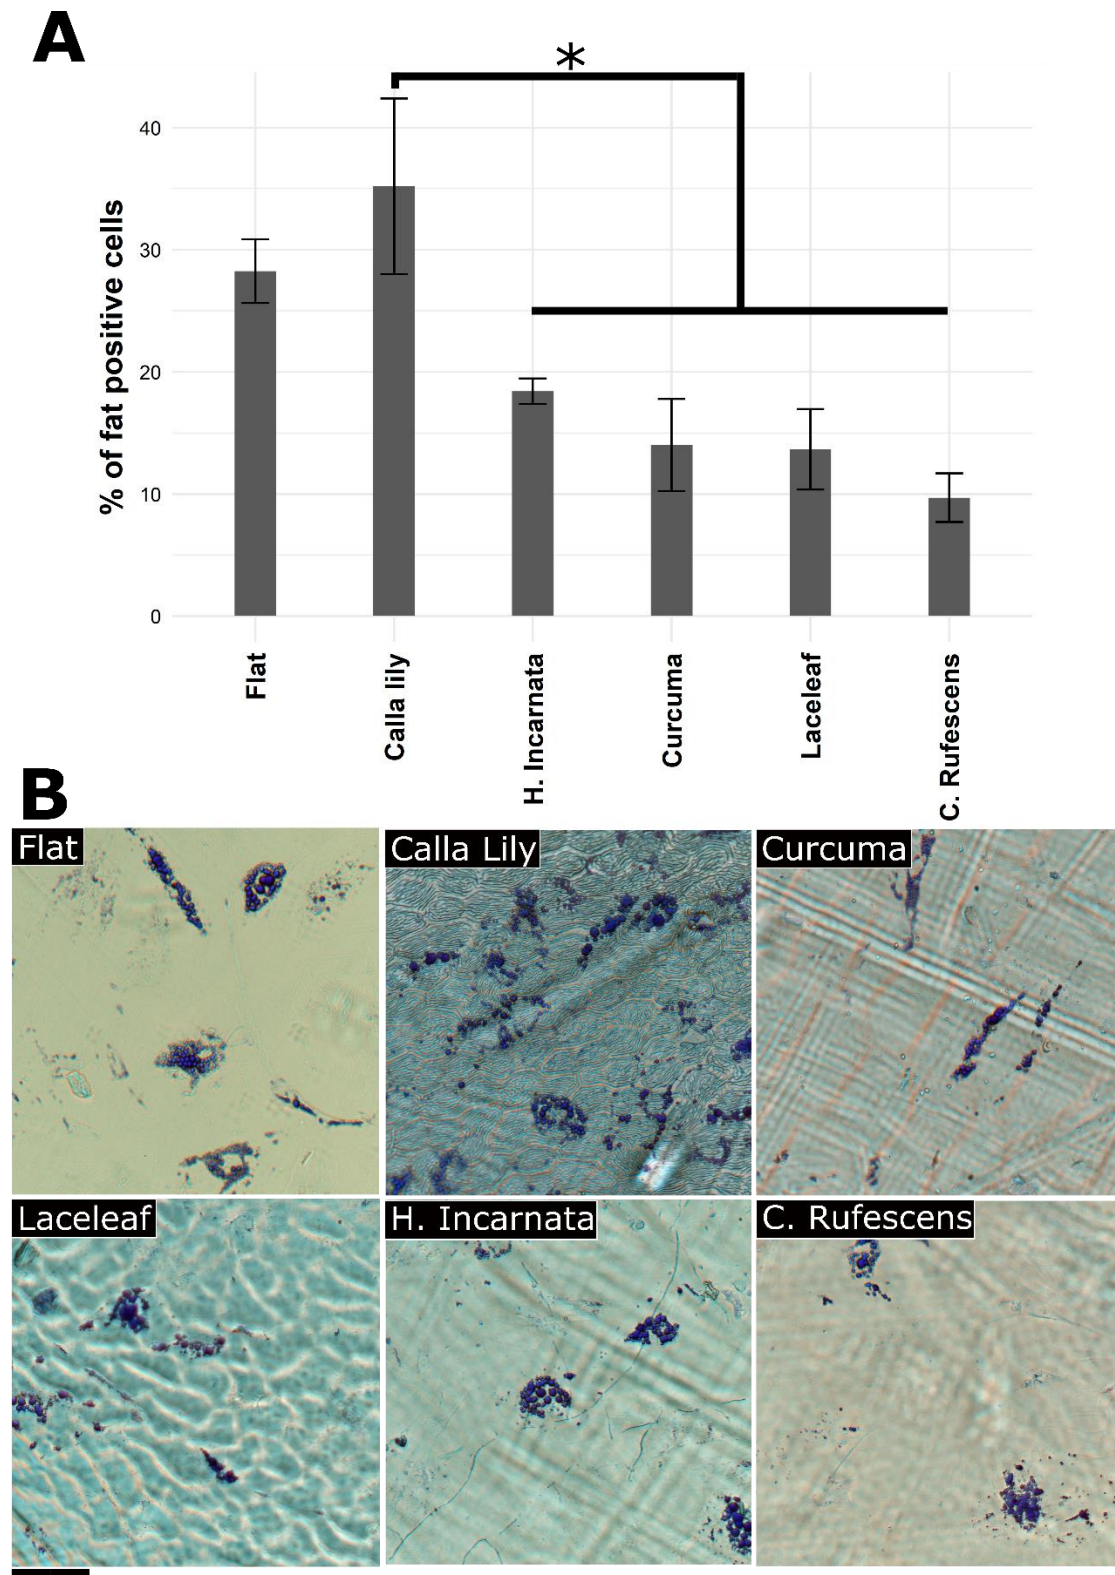 A
*
% of fat positive cells
40
30
20
10
0
Flat
Calla lily
H. Incarnata
Curcuma
Laceleaf
C. Rufescens
B
Flat
Calla Lily
Curcuma
Laceleaf
H. Incarnata
C. Rufescens